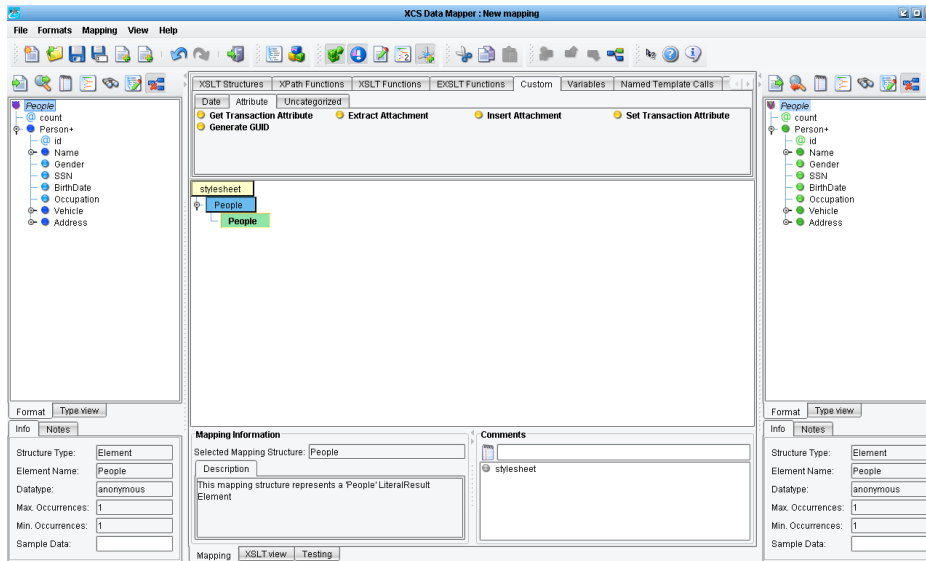 XCS Data Mapper : New mapping
File Formats Mapping View Help
XSLT Structures XPath Functions XSLT Functions EXSLT Functions Custom Variables Named Template Calls
Date Attribute Uncategorized
Get Transaction Attribute Extract Attachment Insert Attachment Set Transaction Attribute
Generate GUID
People
@ count
Person+
@ id
Name
Gender
SSN
BirthDate
Occupation
Vehicle
Address
Format Type view
Info Notes
Structure Type: Element
Element Name: People
Datatype: anonymous
Max. Occurrences: 1
Min. Occurrences: 1
Sample Data:
stylesheet
People
People
Mapping Information
Selected Mapping Structure: People
Description
This mapping structure represents a 'People' LiteralResult
Element
Mapping XSLT view Testing
Comments
stylesheet
People
@ count
Person+
@ id
Name
Gender
SSN
BirthDate
Occupation
Vehicle
Address
Format Type view
Info Notes
Structure Type: Element
Element Name: People
Datatype: anonymous
Max. Occurrences: 1
Min. Occurrences: 1
Sample Data: